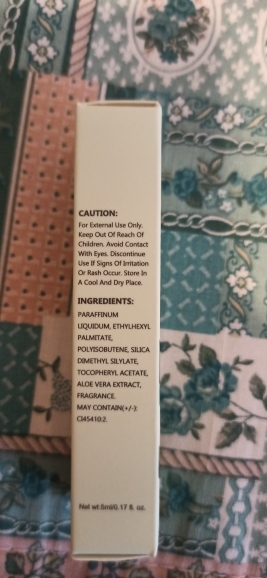 CAUTION:
For External Use Only.
Keep Out Of Reach Of
Children. Avoid Contact
With Eyes. Discontinue
Use If Signs Of Irritation
Or Rash Occur. Store In
A Cool And Dry Place.
INGREDIENTS:
PARAFFINUM
LIQUIDUM, ETHYLHEXYL
PALMITATE,
POLYISOBUTENE, SILICA
DIMETHYL SILYLATE,
TOCOPHERYL ACETATE,
ALOE VERA EXTRACT,
FRAGRANCE.
MAY CONTAIN(+/-):
CI45410:2.
Net wt.5ml/0.17 fl. oz.